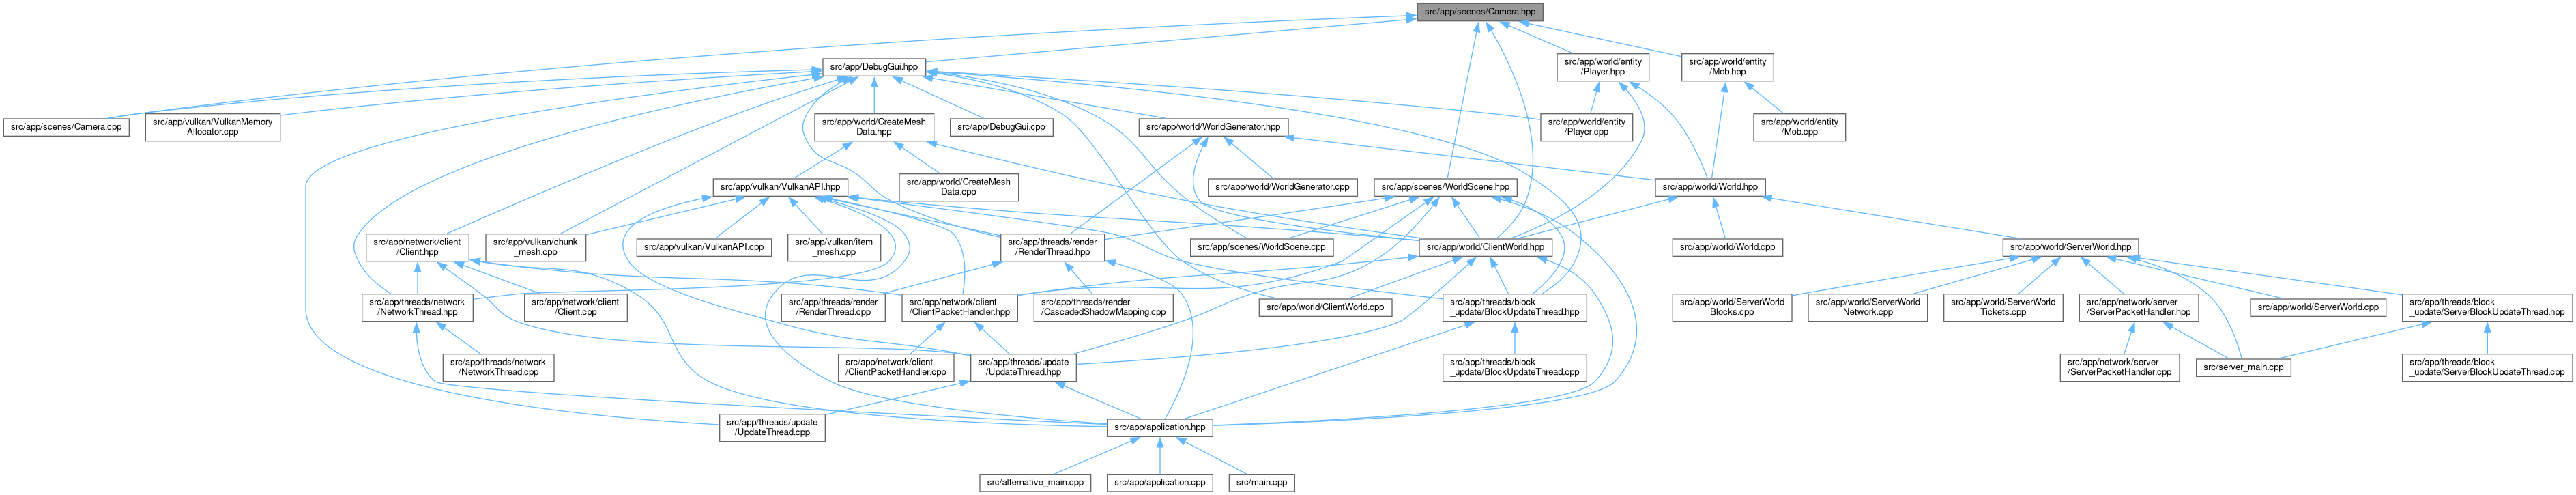 src/app/scenes/Camera.hpp
src/app/DebugGui.hpp
src/app/world/entity
/Player.hpp
src/app/world/entity
/Mob.hpp
src/app/scenes/Camera.cpp
src/app/vulkan/VulkanMemory
Allocator.cpp
src/app/world/CreateMesh
Data.hpp
src/app/DebugGui.cpp
src/app/world/WorldGenerator.hpp
src/app/world/entity
/Player.cpp
src/app/world/entity
/Mob.cpp
src/app/vulkan/VulkanAPI.hpp
src/app/world/CreateMesh
Data.cpp
src/app/world/WorldGenerator.cpp
src/app/scenes/WorldScene.hpp
src/app/world/World.hpp
src/app/network/client
/Client.hpp
src/app/vulkan/chunk
_mesh.cpp
src/app/vulkan/VulkanAPI.cpp
src/app/vulkan/item
_mesh.cpp
src/app/threads/render
/RenderThread.hpp
src/app/scenes/WorldScene.cpp
src/app/world/ClientWorld.hpp
src/app/world/World.cpp
src/app/world/ServerWorld.hpp
src/app/threads/network
/NetworkThread.hpp
src/app/network/client
/Client.cpp
src/app/threads/render
/RenderThread.cpp
src/app/network/client
/ClientPacketHandler.hpp
src/app/threads/render
/CascadedShadowMapping.cpp
src/app/world/ClientWorld.cpp
src/app/threads/block
_update/BlockUpdateThread.hpp
src/app/world/ServerWorld
Blocks.cpp
src/app/world/ServerWorld
Network.cpp
src/app/world/ServerWorld
Tickets.cpp
src/app/network/server
/ServerPacketHandler.hpp
src/app/world/ServerWorld.cpp
src/app/threads/block
_update/ServerBlockUpdateThread.hpp
src/app/threads/network
/NetworkThread.cpp
src/app/network/client
/ClientPacketHandler.cpp
src/app/threads/update
/UpdateThread.hpp
src/app/threads/block
_update/BlockUpdateThread.cpp
src/app/network/server
/ServerPacketHandler.cpp
src/server_main.cpp
src/app/threads/block
_update/ServerBlockUpdateThread.cpp
src/app/threads/update
/UpdateThread.cpp
src/app/application.hpp
src/alternative_main.cpp
src/app/application.cpp
src/main.cpp